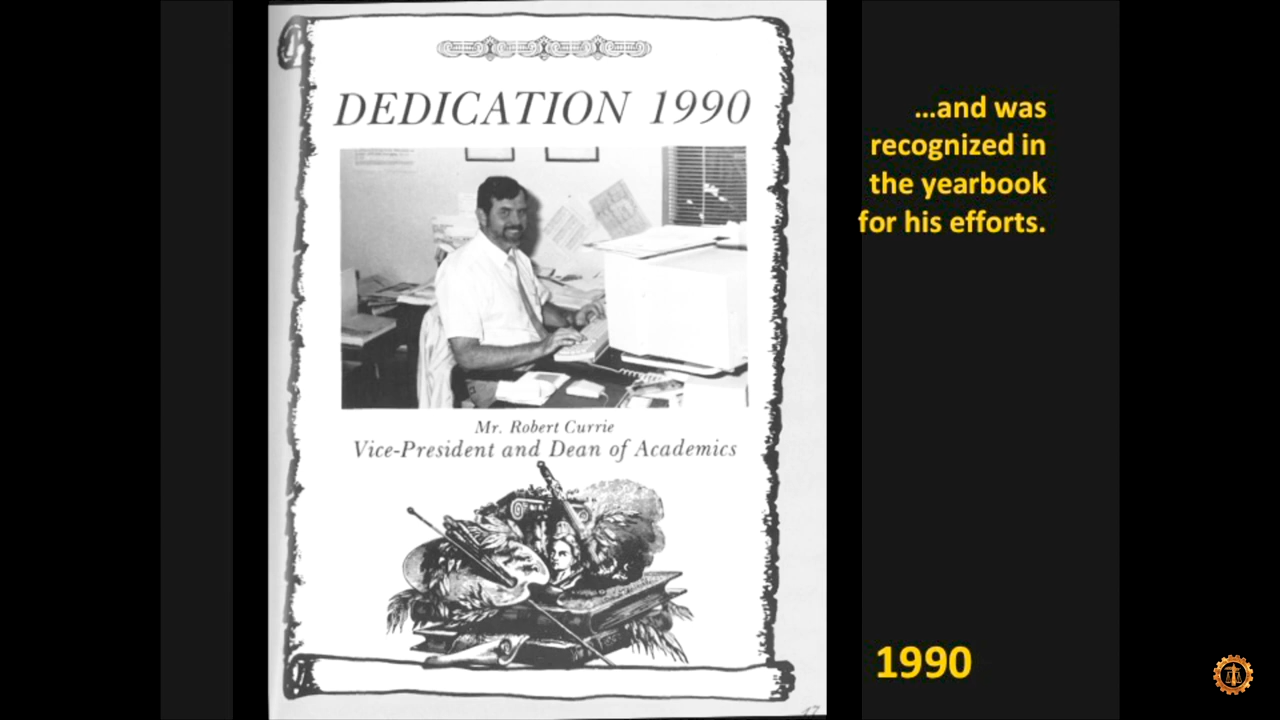 DEDICATION 1990
Mr. Robert Currie
Vice-President and Dean of Academics
…and was
recognized in
the yearbook
for his efforts.
1990